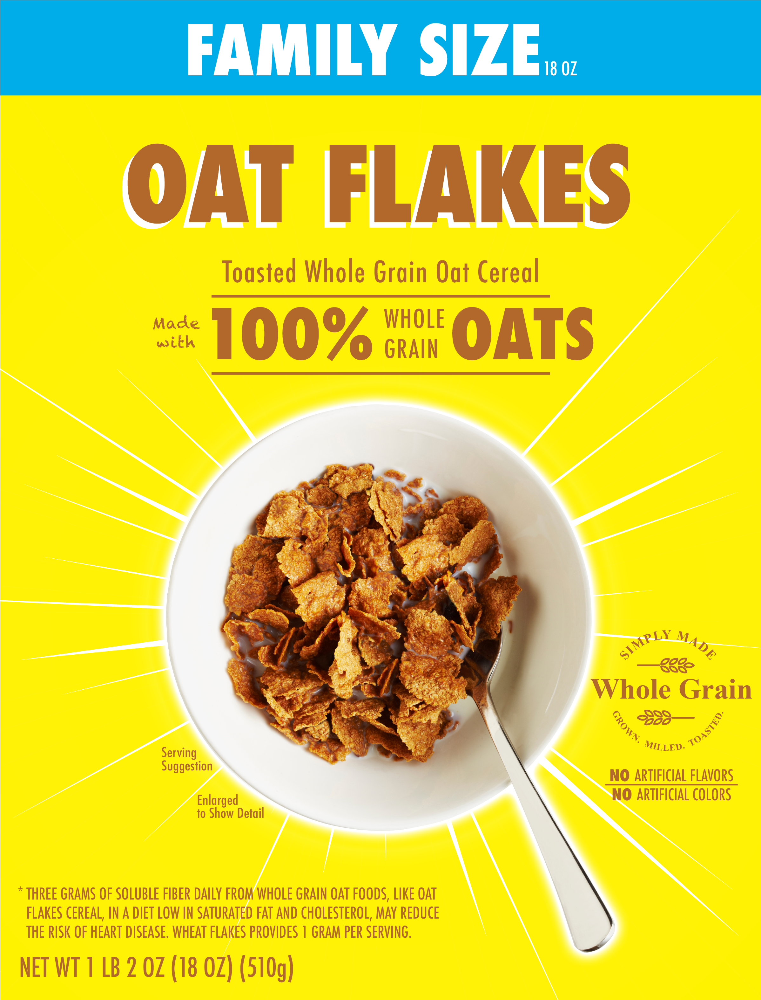 FAMILY SIZE 18 OZ
OAT FLAKES
Toasted Whole Grain Oat Cereal
Made
with
100%
WHOLE
GRAIN
OATS
SIMPLY MADE
Whole Grain
GROWN. MILLED. TOASTED.
Serving
Suggestion
NO ARTIFICIAL FLAVORS
NO ARTIFICIAL COLORS
Enlarged
to Show Detail
* THREE GRAMS OF SOLUBLE FIBER DAILY FROM WHOLE GRAIN OAT FOODS, LIKE OAT
FLAKES CEREAL, IN A DIET LOW IN SATURATED FAT AND CHOLESTEROL, MAY REDUCE
THE RISK OF HEART DISEASE. WHEAT FLAKES PROVIDES 1 GRAM PER SERVING.
NET WT 1 LB 2 OZ (18 OZ) (510g)